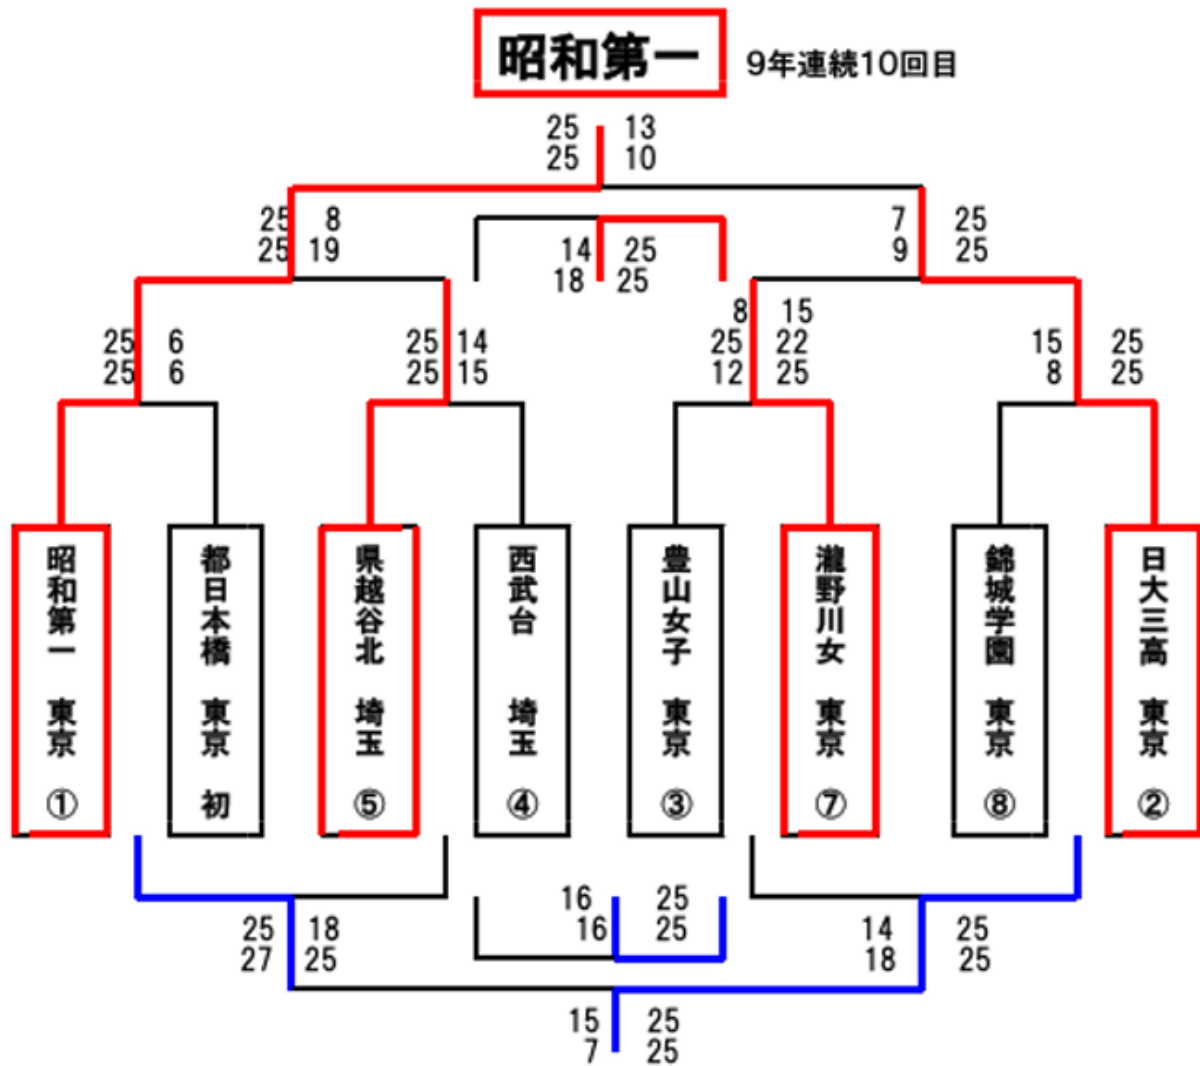 昭和第一
9年連続10回目
25 13
25 10
25 8
25 19
14 25
18 25
7 25
9 25
25 6
25 6
25 14
25 15
8 15
25 22
12 25
15 25
8 25
昭和第一 東京 ①
都日本橋 東京 初
県越谷北 埼玉 ⑤
西武台 埼玉 ④
豊山女子 東京 ③
瀧野川女 東京 ⑦
錦城学園 東京 ⑧
日大三高 東京 ②
25 18
27 25
16 25
16 25
14 25
18 25
15 25
7 25